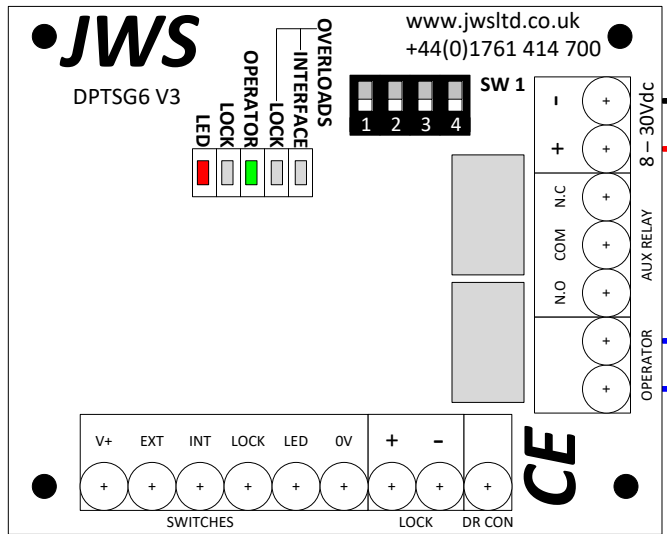 JWS
DPTSG6 V3
www.jwsltd.co.uk
+44(0)1761 414 700
OVERLOADS
LED
LOCK
OPERATOR
LOCK
INTERFACE
SW 1
1 2 3 4
- + 8 – 30Vdc
N.C COM N.O AUX RELAY
OPERATOR
V+ EXT INT LOCK LED 0V + -
SWITCHES LOCK DR CON
CE